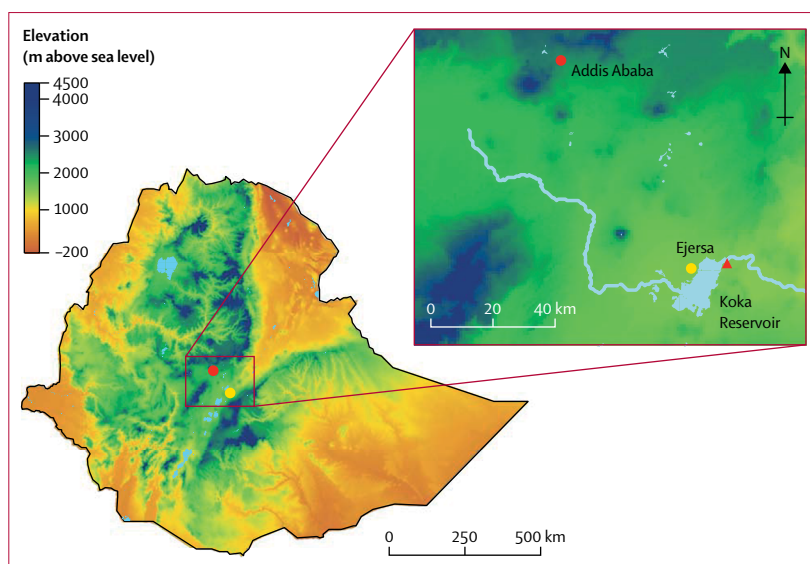 Elevation
(m above sea level)
4500
4000
3000
2000
1000
-200
Addis Ababa
N
Ejersa
Koka
Reservoir
0 20 40 km
0 250 500 km